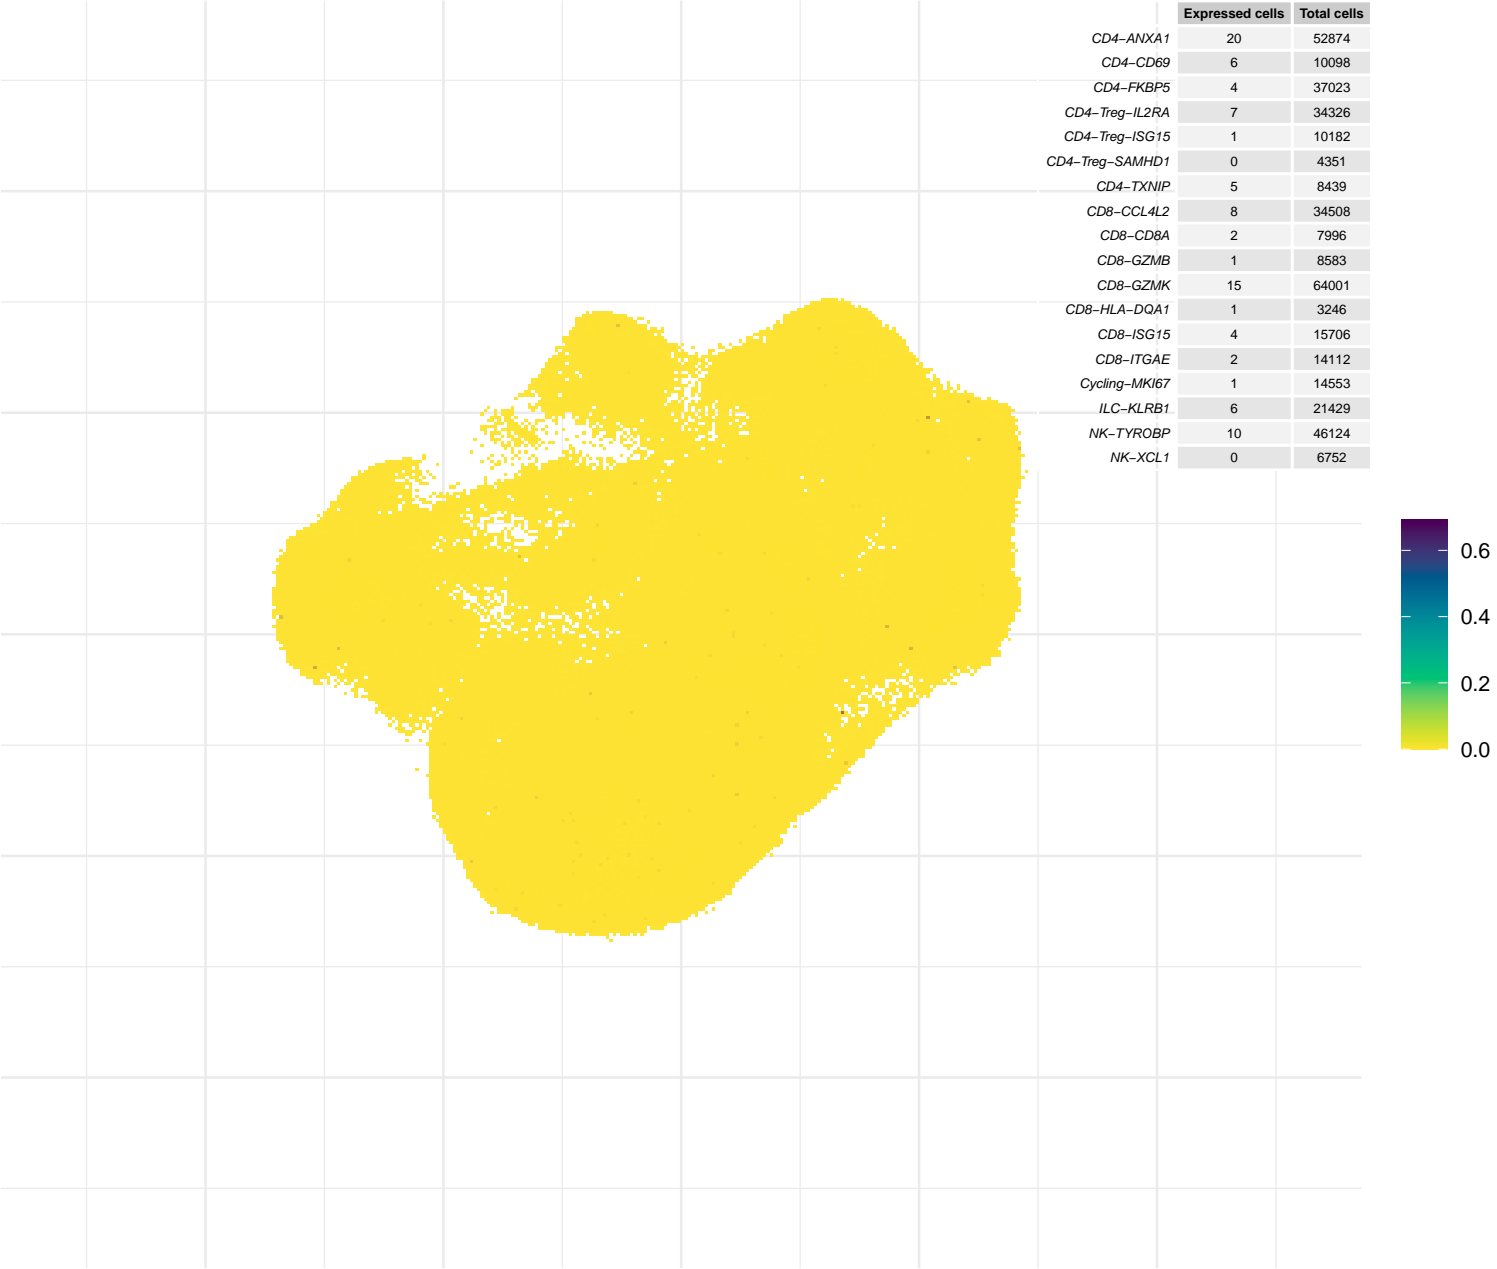 Expressed cells Total cells
CD4−ANXA1 20 52874
CD4−CD69 6 10098
CD4−FKBP5 4 37023
CD4−Treg−IL2RA 7 34326
CD4−Treg−ISG15 1 10182
CD4−Treg−SAMHD1 0 4351
CD4−TXNIP 5 8439
CD8−CCL4L2 8 34508
CD8−CD8A 2 7996
CD8−GZMB 1 8583
CD8−GZMK 15 64001
CD8−HLA−DQA1 1 3246
CD8−ISG15 4 15706
CD8−ITGAE 2 14112
Cycling−MKI67 1 14553
ILC−KLRB1 6 21429
NK−TYROBP 10 46124
NK−XCL1 0 6752
0.6
0.4
0.2
0.0